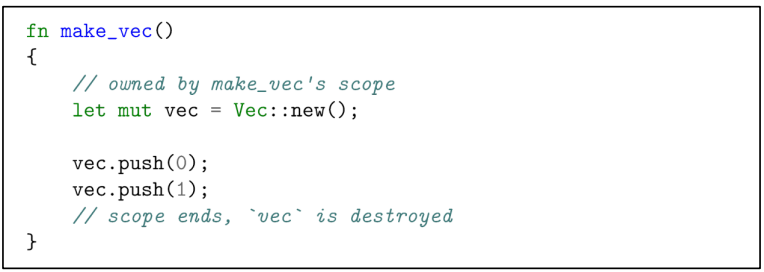 fn make_vec()
{
    // owned by make_vec's scope
    let mut vec = Vec::new();

    vec.push(0);
    vec.push(1);
    // scope ends, `vec` is destroyed
}